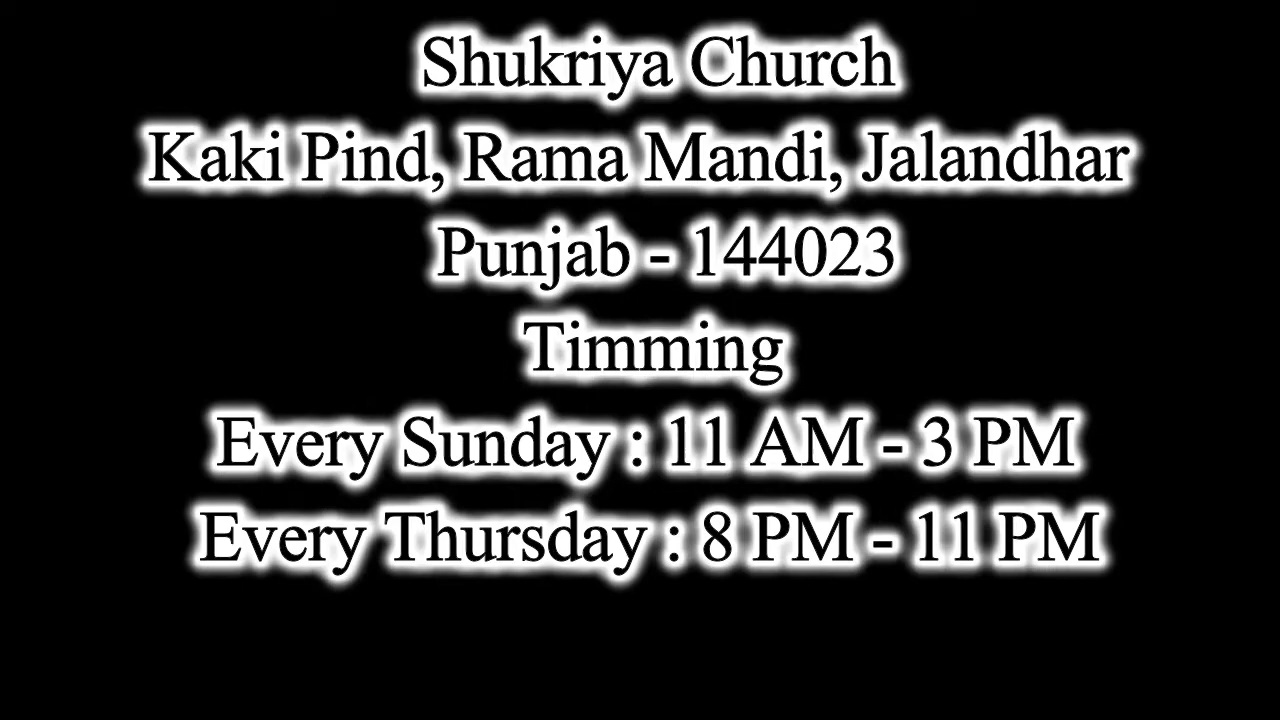 Shukriya Church
Kaki Pind, Rama Mandi, Jalandhar
Punjab - 144023
Timming
Every Sunday : 11 AM - 3 PM
Every Thursday : 8 PM - 11 PM